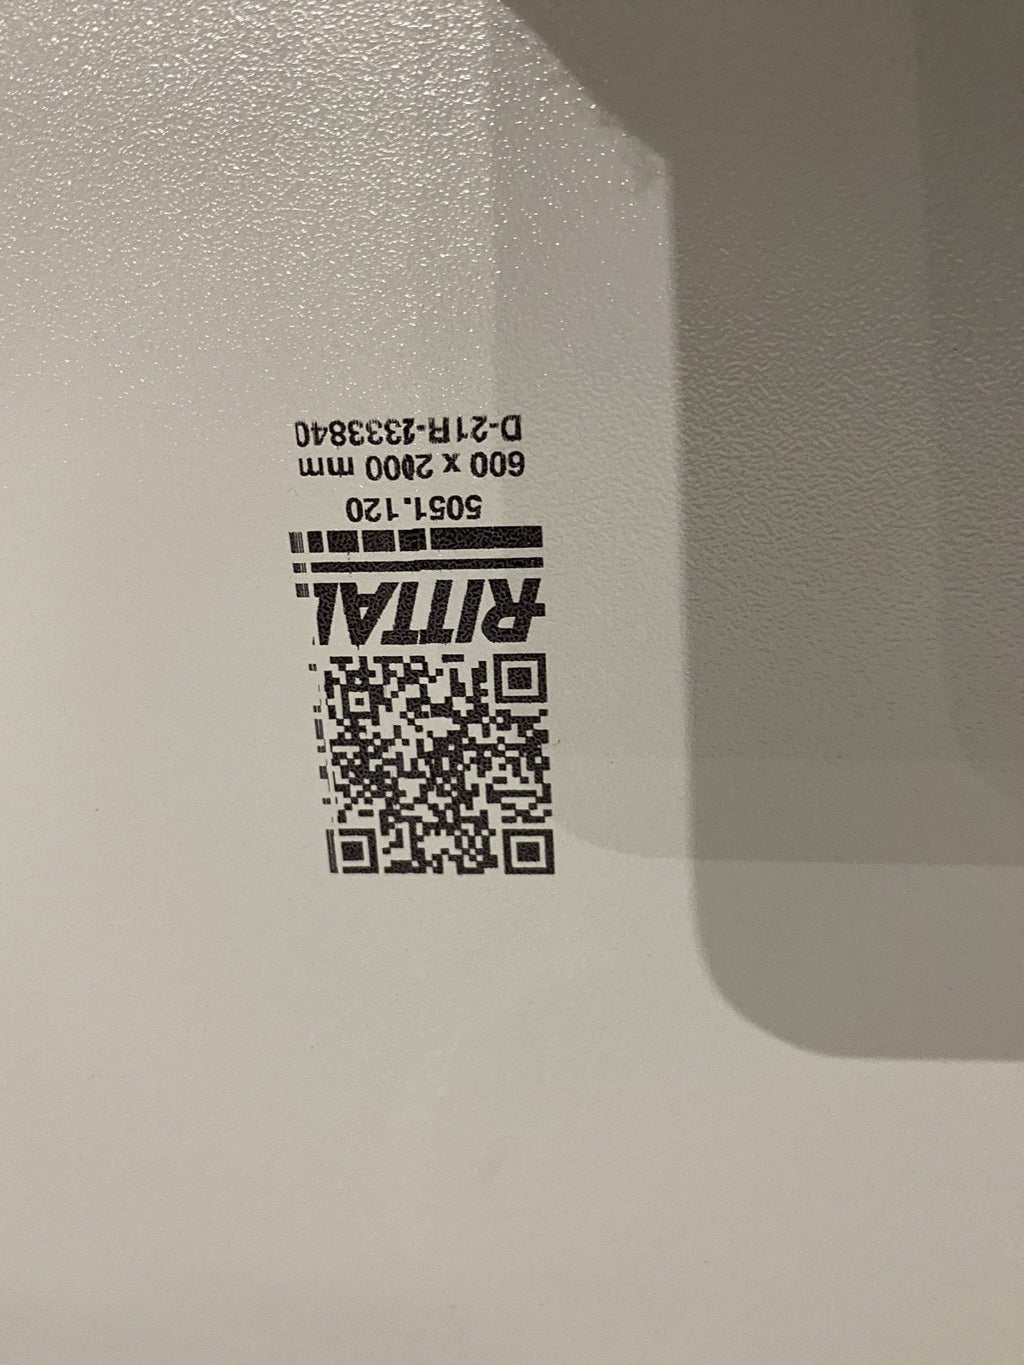 RITTAL
5051.120
600 x 2000 mm
D-21R-2333840